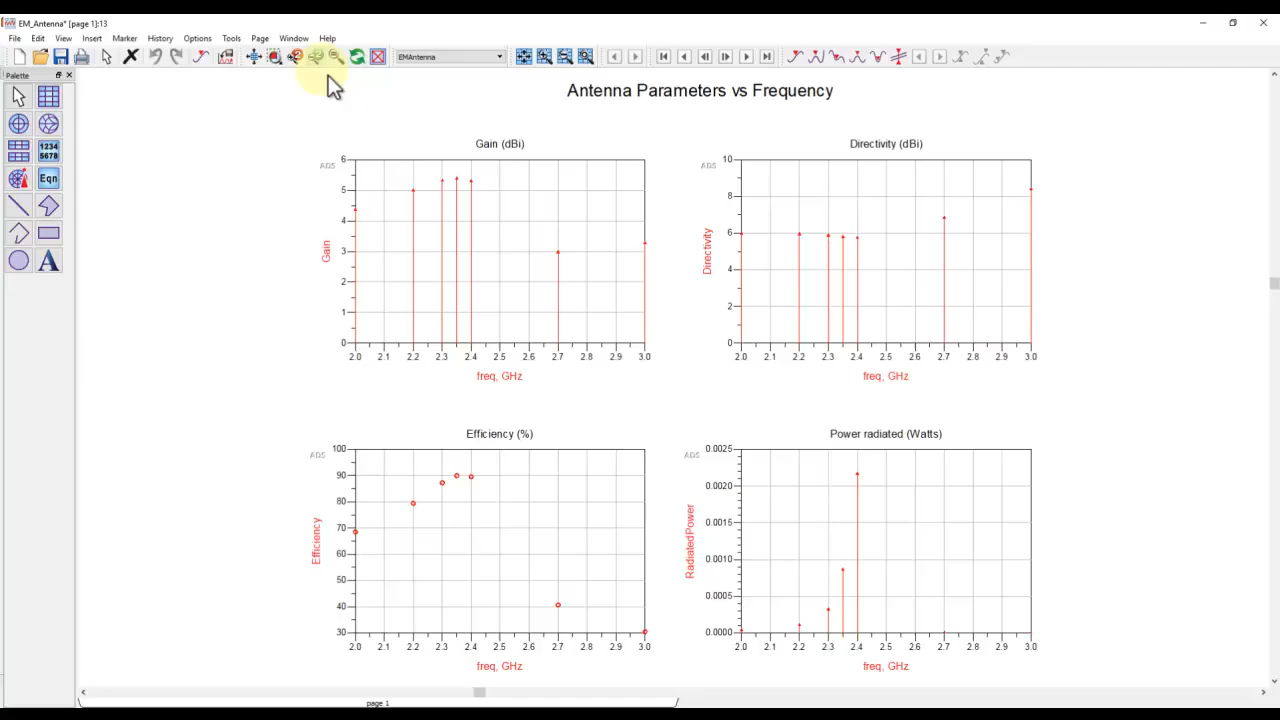 EM_Antenna* [page 1]:13
File Edit View Insert Marker History Options Tools Page Window Help
EMAntenna
Palette
1234
5678
Eqn
A
Antenna Parameters vs Frequency
Gain (dBi)
ADS
6
5
4
3
2
1
0
Gain
2.0 2.1 2.2 2.3 2.4 2.5 2.6 2.7 2.8 2.9 3.0
freq, GHz
Directivity (dBi)
ADS
10
8
6
4
2
0
Directivity
2.0 2.1 2.2 2.3 2.4 2.5 2.6 2.7 2.8 2.9 3.0
freq, GHz
Efficiency (%)
ADS
100
90
80
70
60
50
40
30
Efficiency
2.0 2.1 2.2 2.3 2.4 2.5 2.6 2.7 2.8 2.9 3.0
freq, GHz
Power radiated (Watts)
ADS
0.0025
0.0020
0.0015
0.0010
0.0005
0.0000
RadiatedPower
2.0 2.1 2.2 2.3 2.4 2.5 2.6 2.7 2.8 2.9 3.0
freq, GHz
page 1